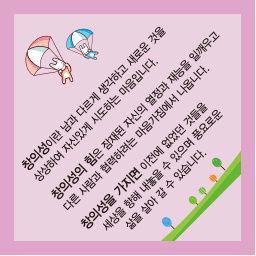 창의성이란 남과 다르게 생각하고 새로운 것을
상상하여 자신있게 시도하는 마음입니다.
창의성의 힘은 잠재된 자신의 열정과 재능을 일깨우고
다른 사람과 협력하려는 마음가짐에서 나옵니다.
창의성을 가지면 이전에 없었던 것들을
세상을 향해 내놓을 수 있으며 풍요로운
삶을 살아 갈 수 있습니다.